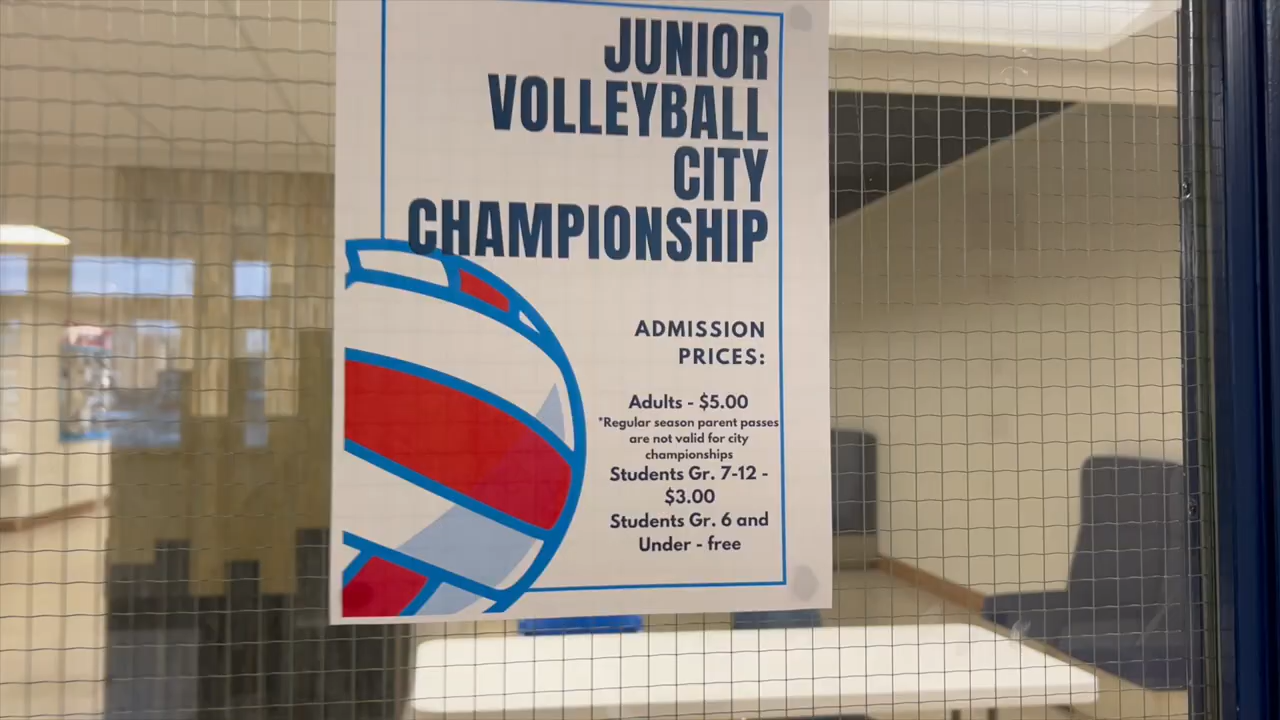 JUNIOR
VOLLEYBALL
CITY
CHAMPIONSHIP
ADMISSION
PRICES:
Adults - $5.00
*Regular season parent passes
are not valid for city
championships
Students Gr. 7-12 -
$3.00
Students Gr. 6 and
Under - free